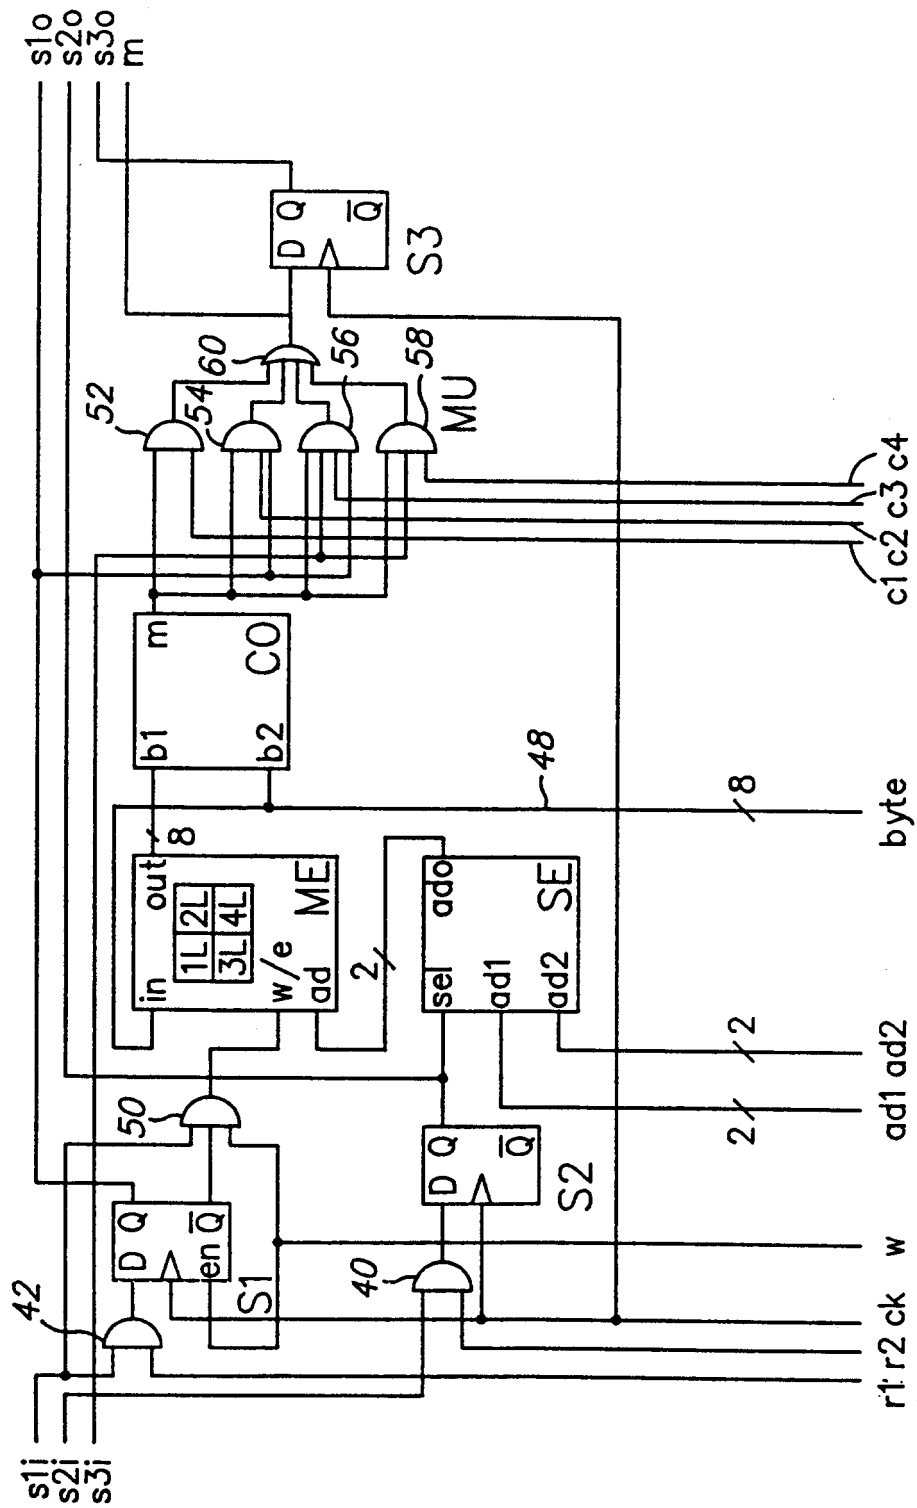 s1o
s2o
s3o
m
D Q
Q
S3
60
56
58
MU
52
54
c1 c2 c3 c4
m
CO
b1
b2
48
8
byte
8
out
in
1L 2L
3L 4L
ME
w/e
ad
2
ado
sel
SE
ad1
ad2
2
2
ad1 ad2
50
D Q
Q
S2
D Q
en Q
S1
40
42
w
ck
r1 r2
s1i
s2i
s3i